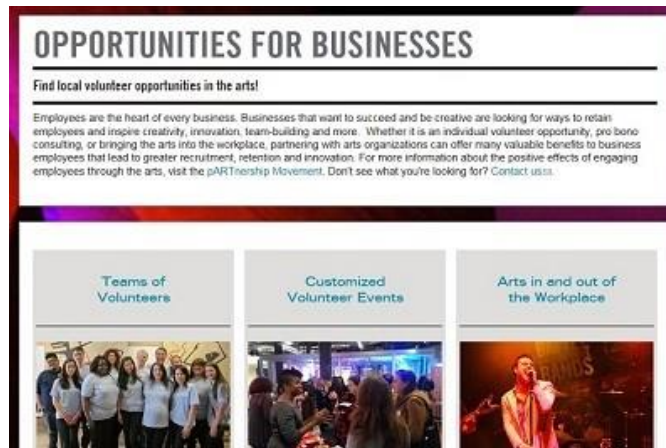 OPPORTUNITIES FOR BUSINESSES
Find local volunteer opportunities in the arts!
Employees are the heart of every business. Businesses that want to succeed and be creative are looking for ways to retain
employees and inspire creativity, innovation, team-building and more. Whether it is an individual volunteer opportunity, pro bono
consulting, or bringing the arts into the workplace, partnering with arts organizations can offer many valuable benefits to business
employees that lead to greater recruitment, retention and innovation. For more information about the positive effects of engaging
employees through the arts, visit the pARTnership Movement. Don't see what you're looking for? Contact us
Teams of
Volunteers
Customized
Volunteer Events
Arts in and out of
the Workplace
BANDS